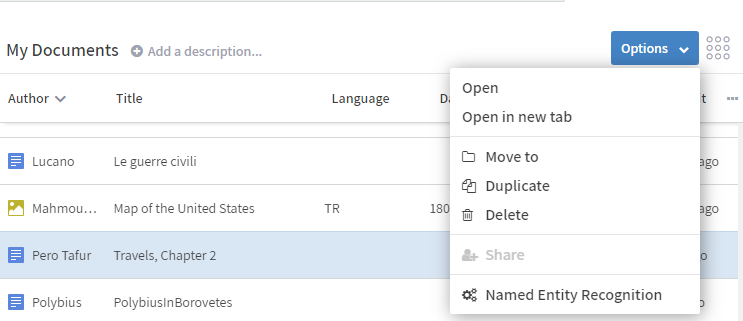 My Documents Add a description... Options
Author Title Language
Open
Open in new tab
Lucano Le guerre civili Move to ago
Duplicate
Mahmou... Map of the United States TR 180 Delete ago
Pero Tafur Travels, Chapter 2 Share
Polybius PolybiusInBorovetes Named Entity Recognition